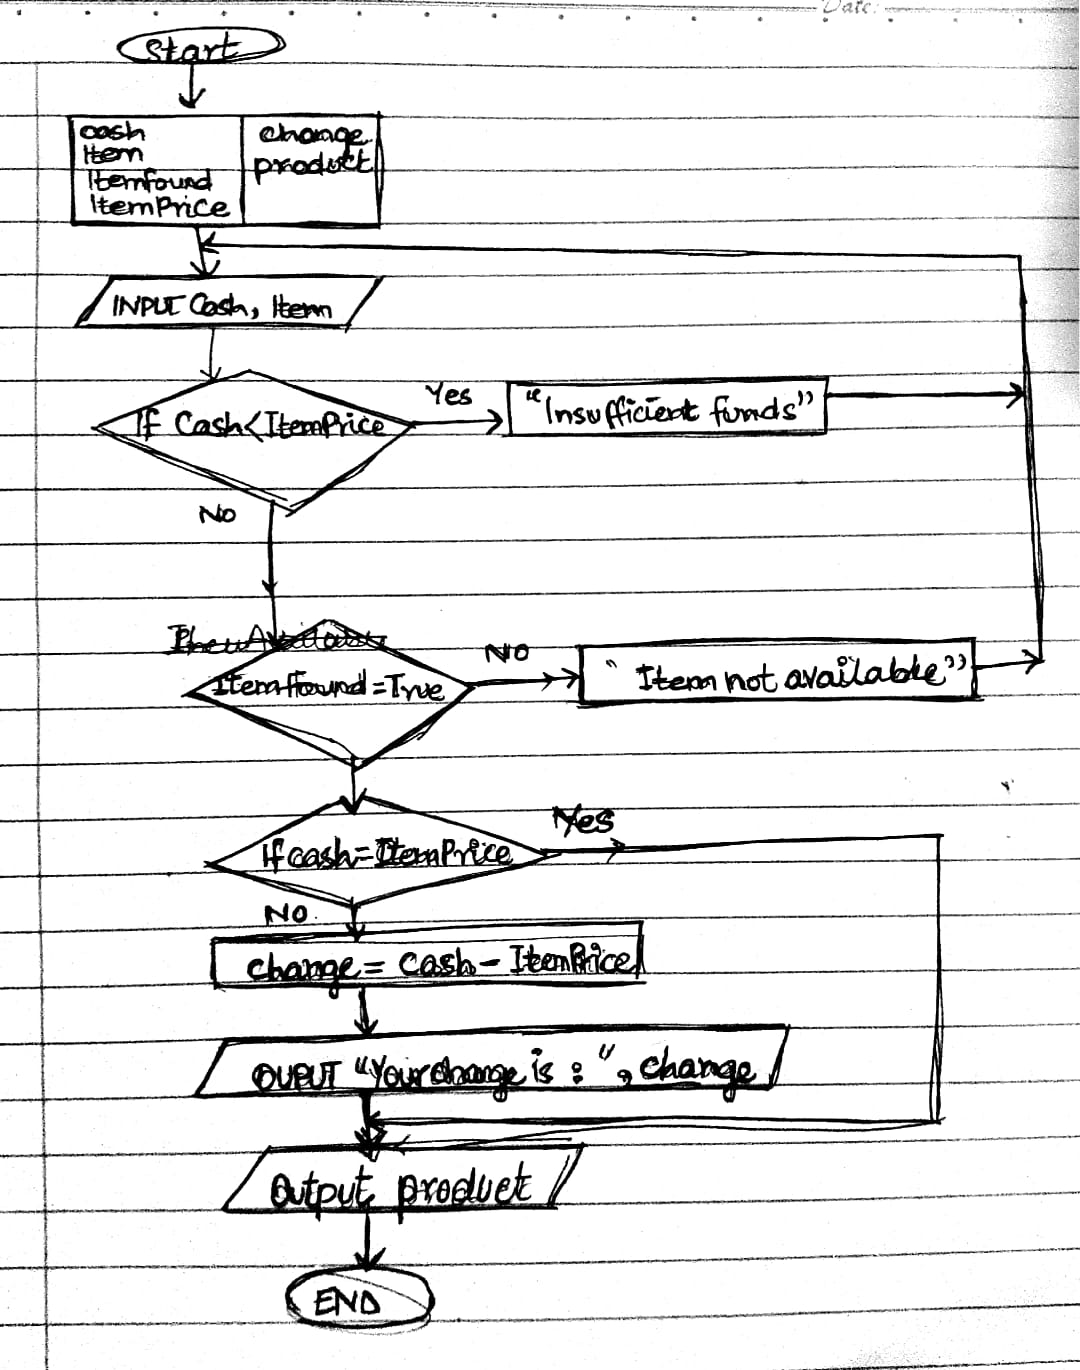 Date:
Start
cash
Item
Itemfound
ItemPrice
change
product
INPUT Cash, Item
If Cash<ItemPrice
Yes
"Insufficient funds"
NO
ItemFound=True
NO
" Item not available"
If cash=ItemPrice
Yes
NO
change = Cash - ItemPrice
OUPUT "Your change is : ", change
Output product
END